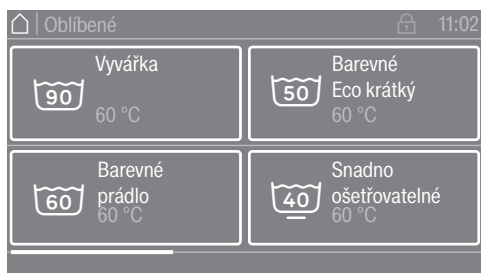 Oblíbené 11:02
90 Vyvářka
60 °C
50 Barevné
Eco krátký
60 °C
60 Barevné
prádlo
60 °C
40 Snadno
ošetřovatelné
60 °C